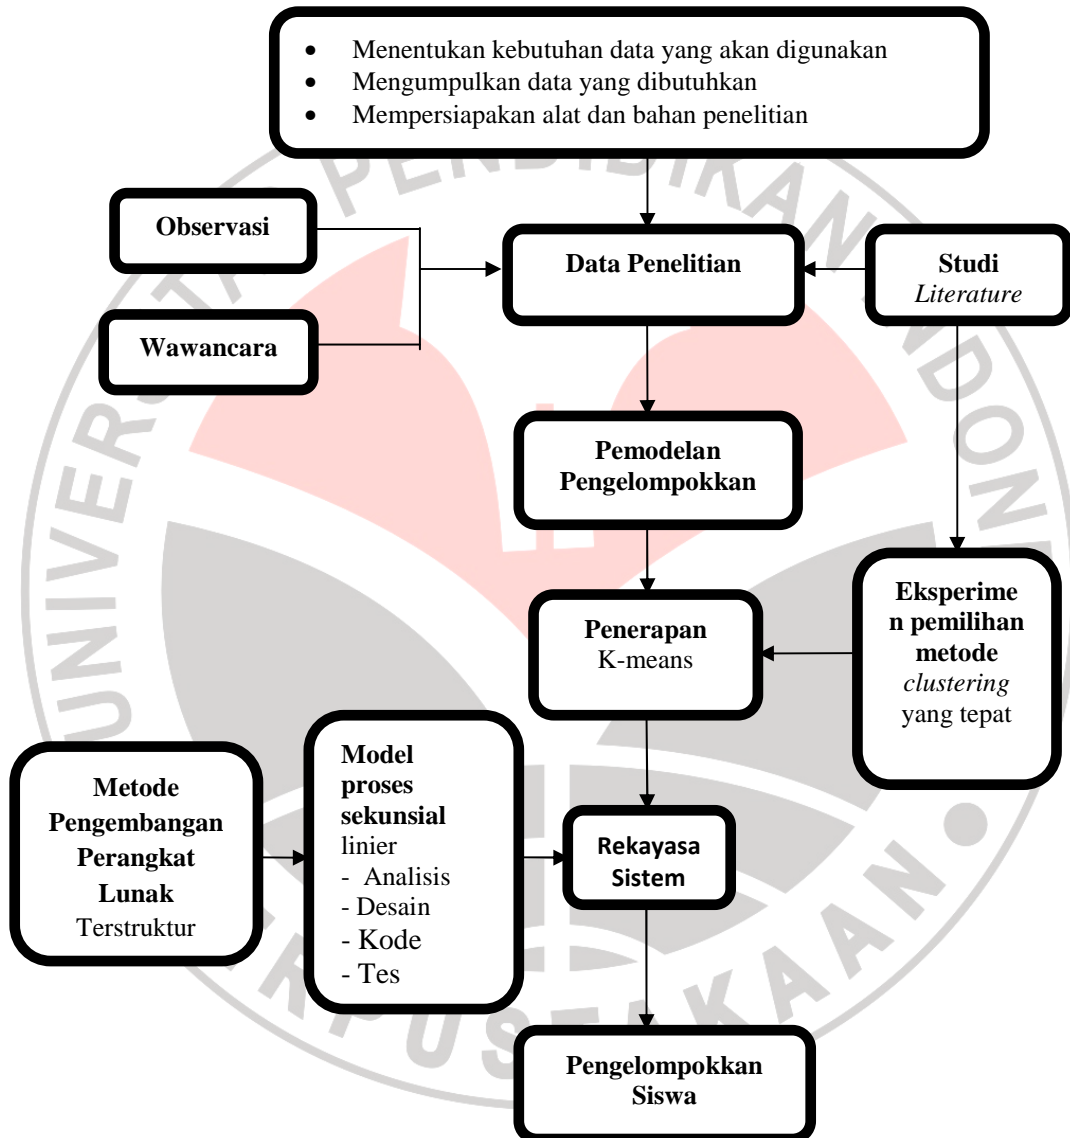 • Menentukan kebutuhan data yang akan digunakan
• Mengumpulkan data yang dibutuhkan
• Mempersiapakan alat dan bahan penelitian
Observasi
Wawancara
Data Penelitian
Studi
Literature
Pemodelan
Pengelompokkan
Penerapan
K-means
Eksperime
n pemilihan
metode
clustering
yang tepat
Metode
Pengembangan
Perangkat
Lunak
Terstruktur
Model
proses
sekunsial
linier
- Analisis
- Desain
- Kode
- Tes
Rekayasa
Sistem
Pengelompokkan
Siswa